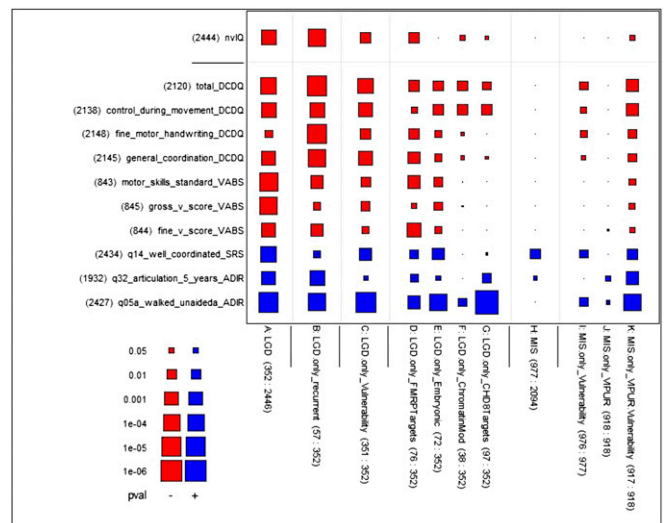 (2444) nvIQ
(2120) total_DCDQ
(2138) control_during_movement_DCDQ
(2148) fine_motor_handwriting_DCDQ
(2145) general_coordination_DCDQ
(843) motor_skills_standard_VABS
(845) gross_v_score_VABS
(844) fine_v_score_VABS
(2434) q14_well_coordinated_SRS
(1932) q32_articulation_5_years_ADIR
(2427) q05a_walked_unaideda_ADIR
A: LGD (352 : 2446)
B: LGD only_recurrent (57 : 352)
C: LGD only_Vulnerability (351 : 352)
D: LGD only_FMRPTargets (76 : 352)
E: LGD only_Embryonic (72 : 352)
F: LGD only_ChromatinMod (38 : 352)
G: LGD only_CHD8Targets (97 : 352)
H: MIS (977 : 2094)
I: MIS only_Vulnerability (976 : 977)
J: MIS only_VIPUR (918 : 918)
K: MIS only_VIPUR Vulnerability (917 : 918)
0.05
0.01
0.001
1e-04
1e-05
1e-06
pval - +